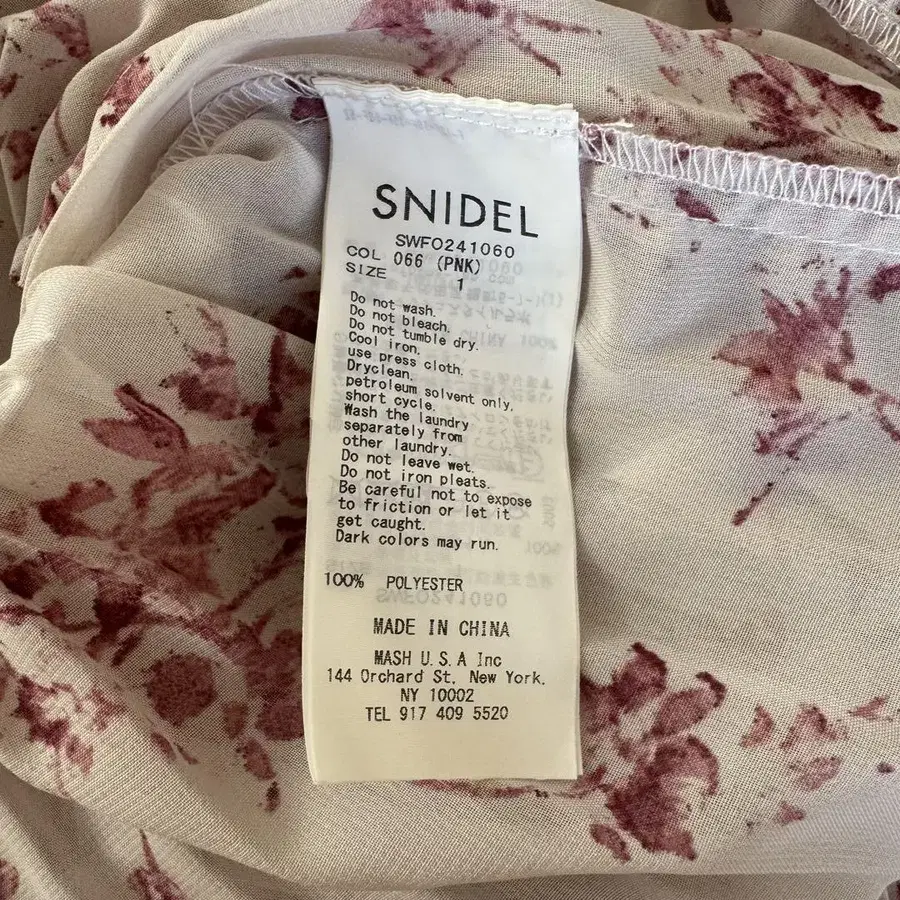 SNIDEL
SWFO241060
COL 066 (PNK)
SIZE 1
Do not wash.
Do not bleach.
Do not tumble dry.
Cool iron.
use press cloth.
Dryclean.
petroleum solvent only,
short cycle.
Wash the laundry
separately from
other laundry.
Do not leave wet.
Do not iron pleats.
Be careful not to expose
to friction or let it
get caught.
Dark colors may run.
100% POLYESTER
MADE IN CHINA
MASH U.S.A Inc
144 Orchard St, New York.
NY 10002
TEL 917 409 5520